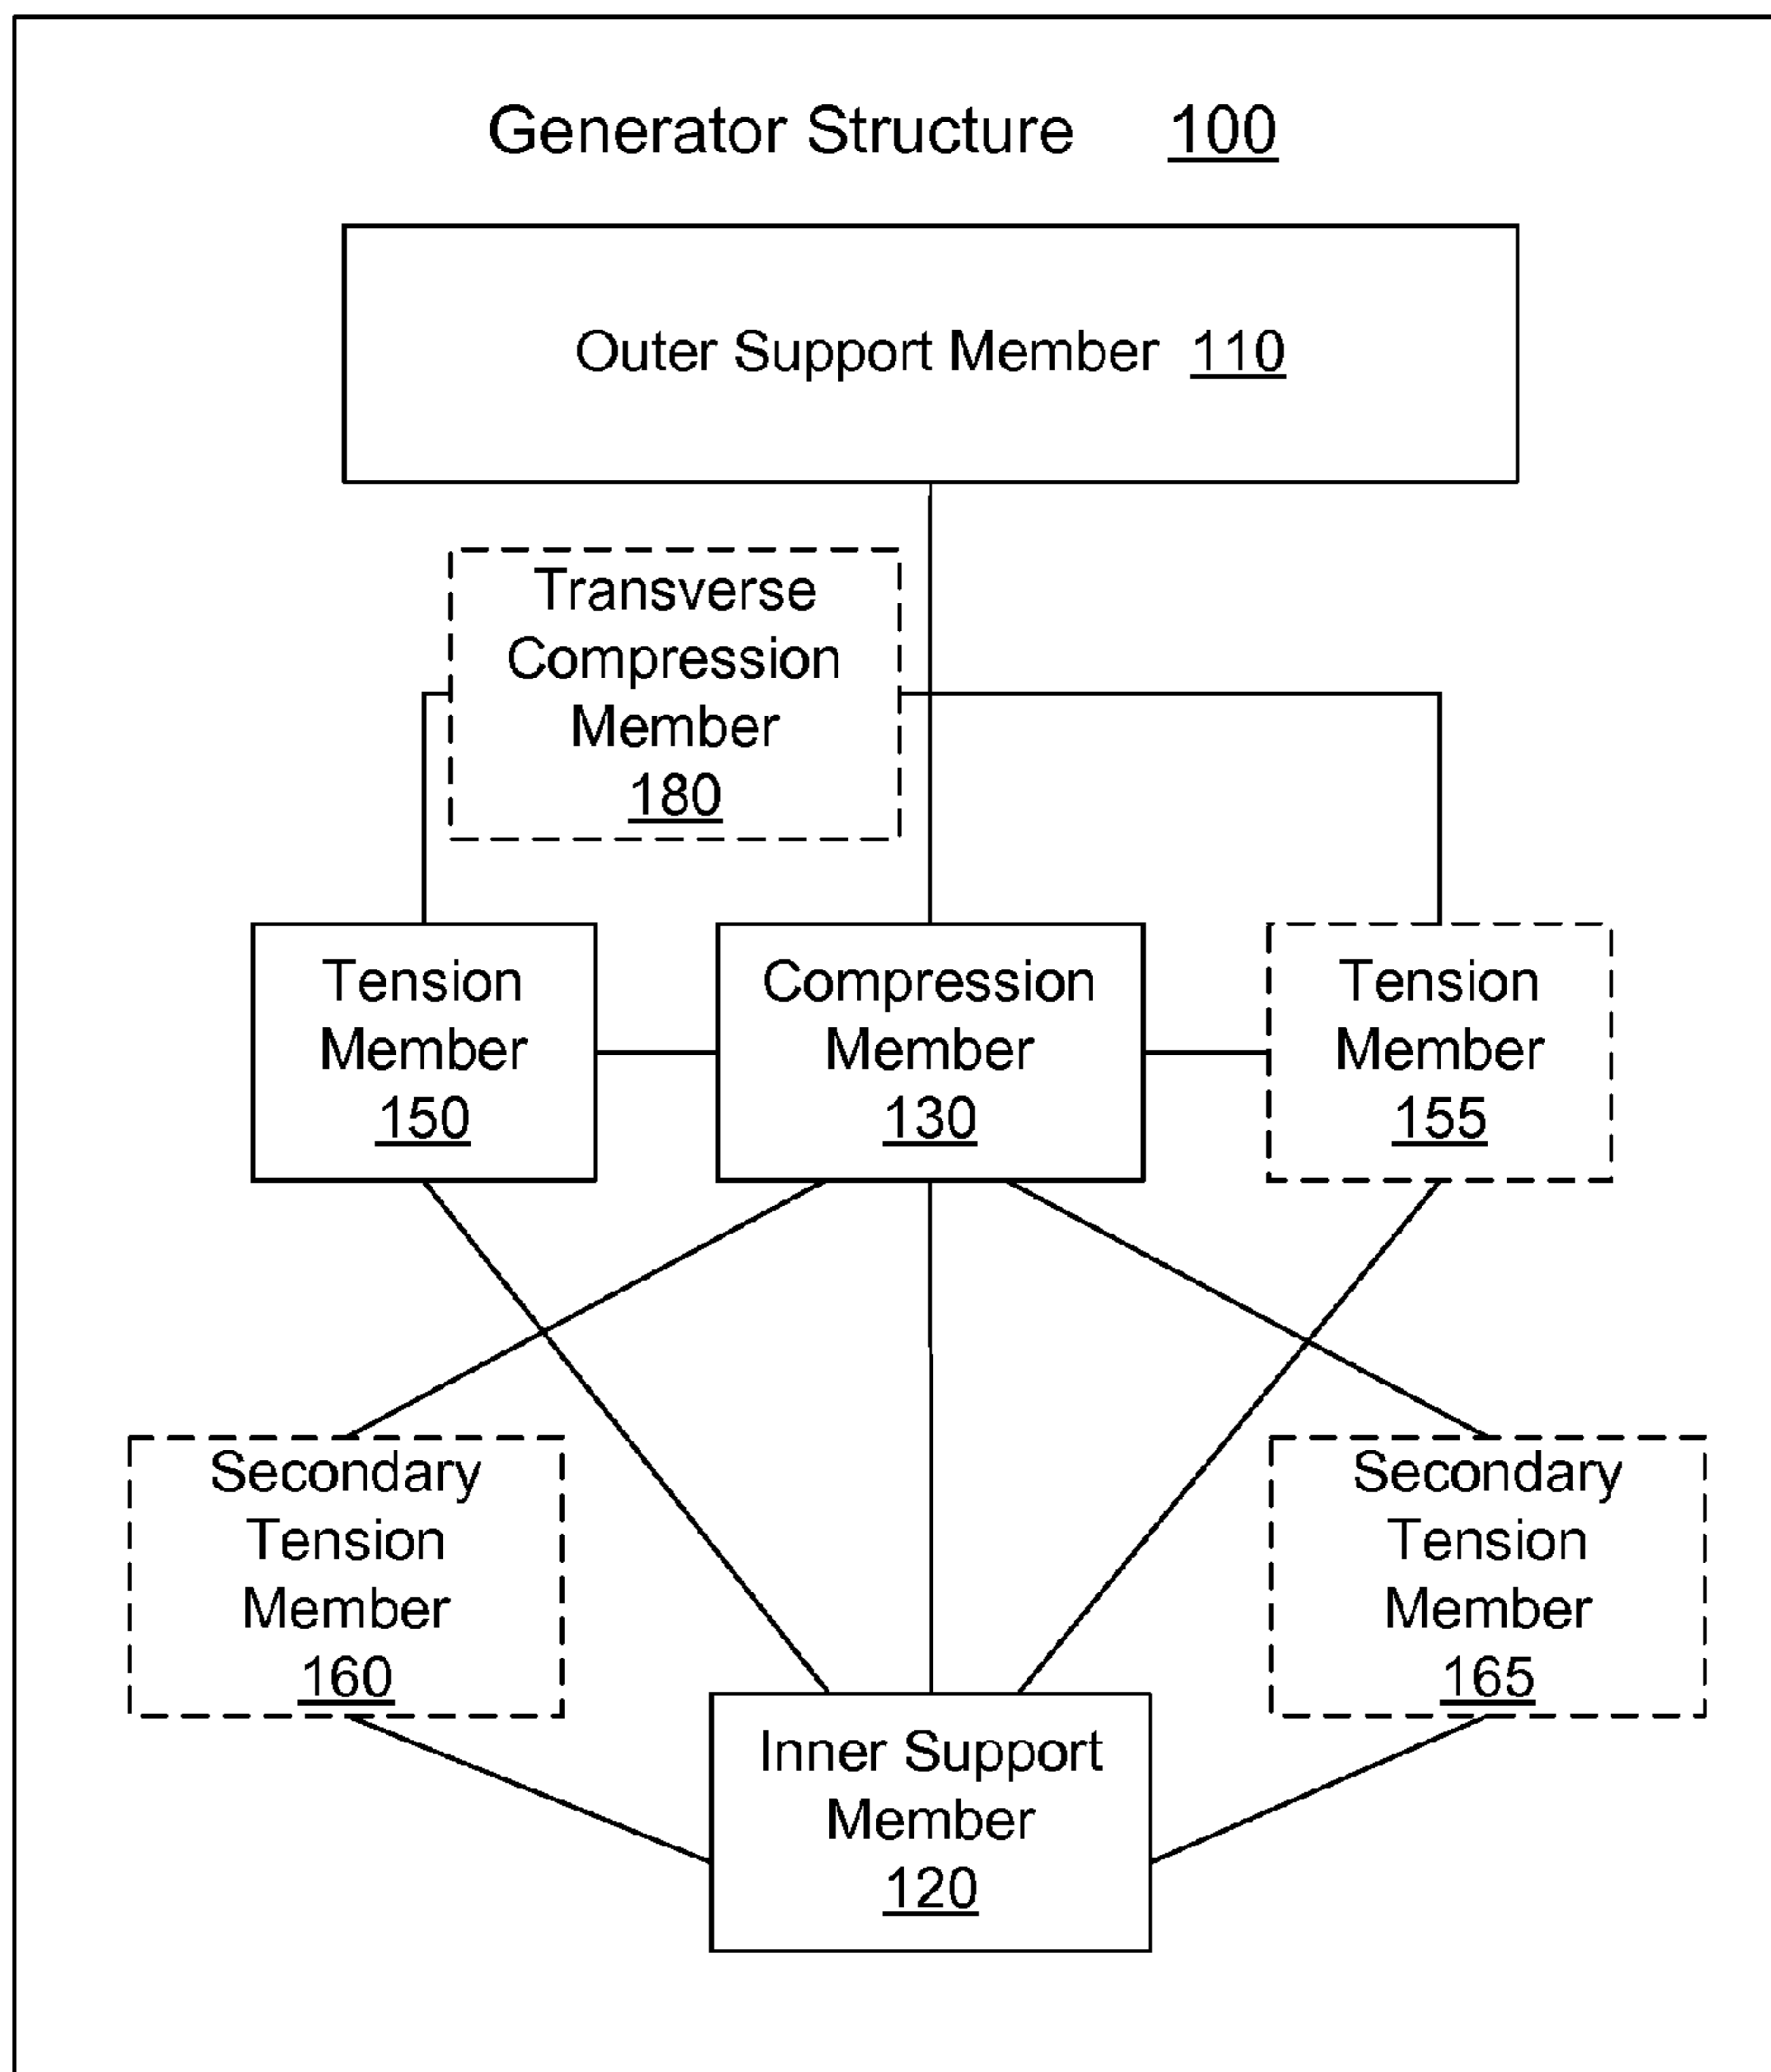 Generator Structure 100
Outer Support Member 110
Transverse
Compression
Member
180
Tension
Member
150
Compression
Member
130
Tension
Member
155
Secondary
Tension
Member
160
Secondary
Tension
Member
165
Inner Support
Member
120